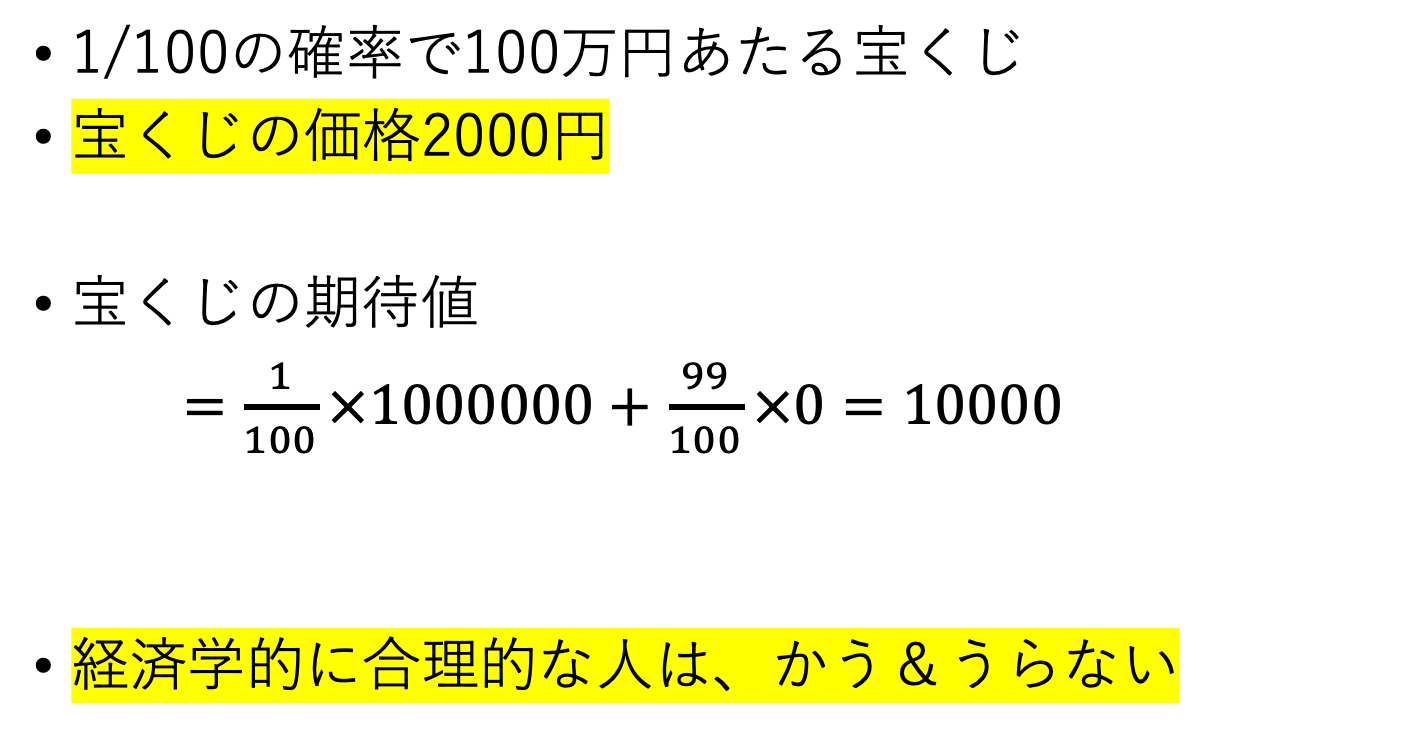 • 1/100の確率で100万円あたる宝くじ
• 宝くじの価格2000円
• 宝くじの期待値
= 1/100 ×1000000 + 99/100 ×0 = 10000
• 経済学的に合理的な人は、かう＆うらない